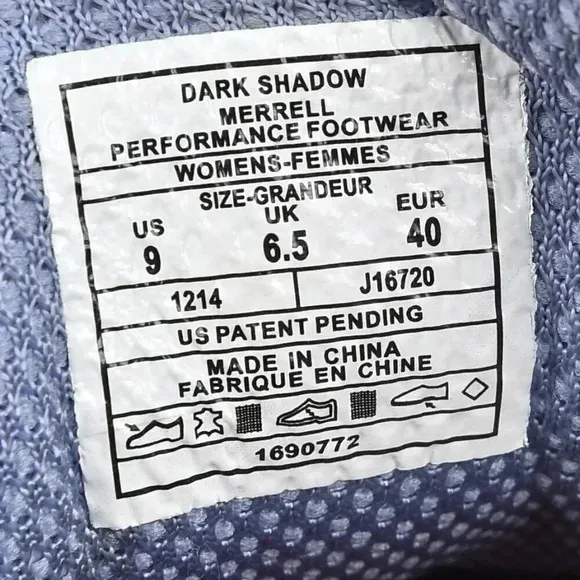 DARK SHADOW
MERRELL
PERFORMANCE FOOTWEAR
WOMENS-FEMMES
SIZE-GRANDEUR
US UK EUR
9 6.5 40
1214 J16720
US PATENT PENDING
MADE IN CHINA
FABRIQUE EN CHINE
1690772